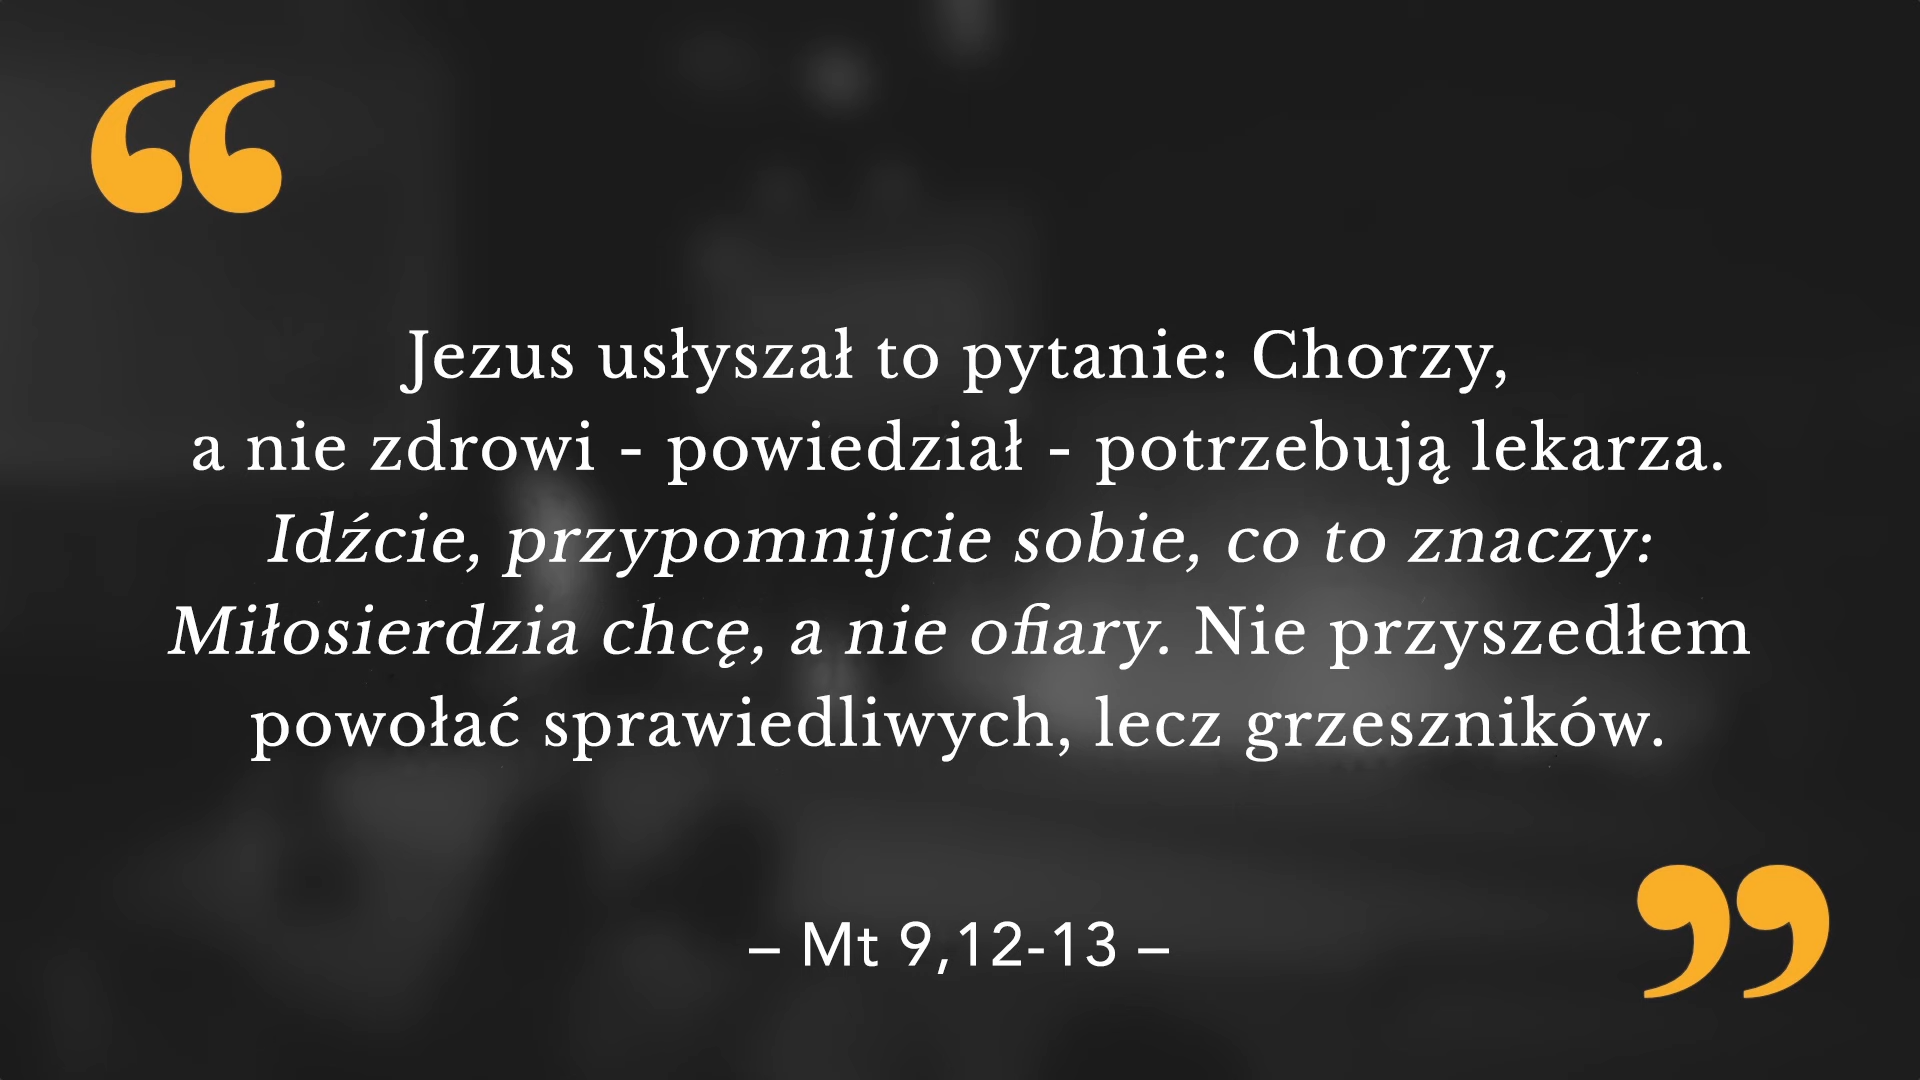 “
Jezus usłyszał to pytanie: Chorzy,
a nie zdrowi - powiedział - potrzebują lekarza.
Idźcie, przypomnijcie sobie, co to znaczy:
Miłosierdzia chcę, a nie ofiary. Nie przyszedłem
powołać sprawiedliwych, lecz grzeszników.
”
– Mt 9,12-13 –